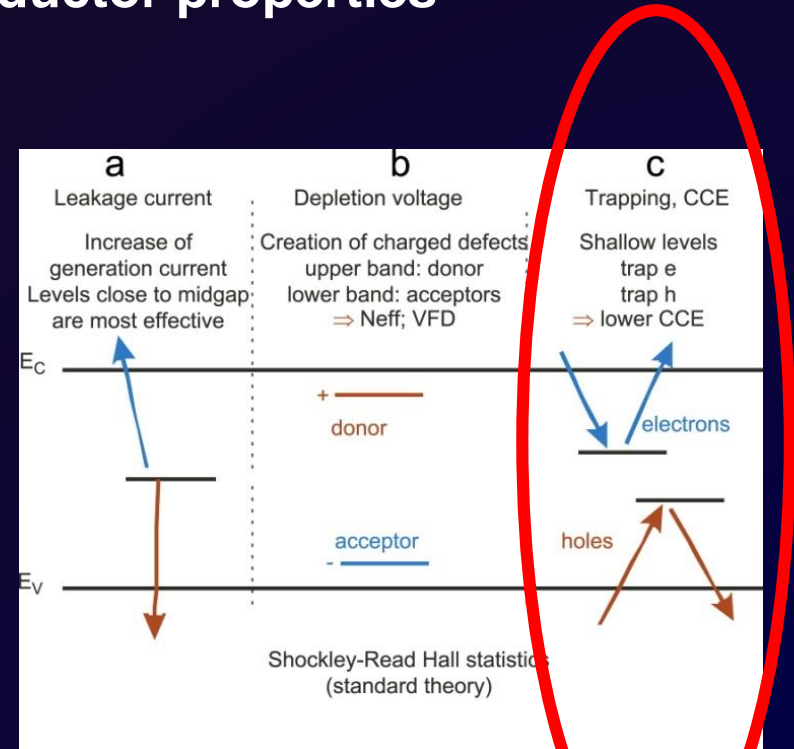 ductor properties
a
Leakage current
Increase of
generation current
Levels close to midgap
are most effective
b
Depletion voltage
Creation of charged defects
upper band: donor
lower band: acceptors
⇒ Neff; VFD
c
Trapping, CCE
Shallow levels
trap e
trap h
⇒ lower CCE
EC
+
donor
electrons
acceptor
-
holes
EV
Shockley-Read Hall statistics
(standard theory)